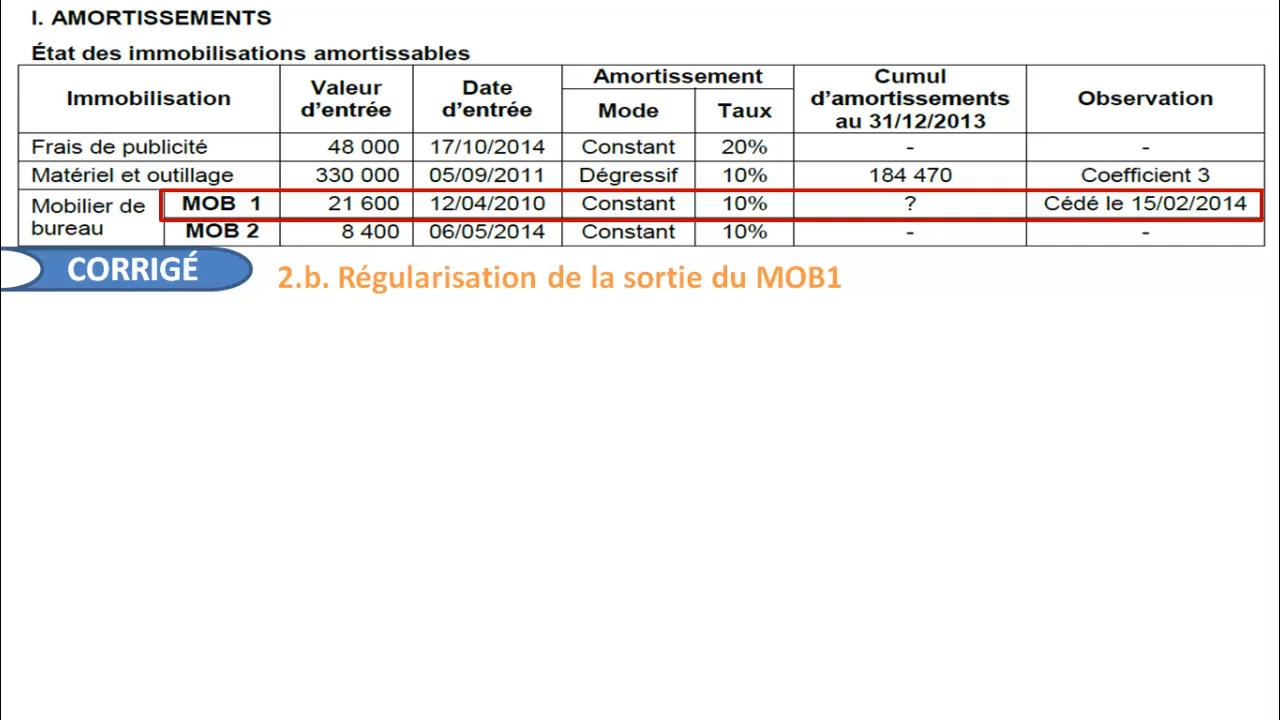 I. AMORTISSEMENTS
État des immobilisations amortissables
Immobilisation | Valeur d'entrée | Date d'entrée | Amortissement | Cumul d'amortissements au 31/12/2013 | Observation
Mode | Taux
Frais de publicité | 48 000 | 17/10/2014 | Constant | 20% | - | -
Matériel et outillage | 330 000 | 05/09/2011 | Dégressif | 10% | 184 470 | Coefficient 3
Mobilier de bureau | MOB 1 | 21 600 | 12/04/2010 | Constant | 10% | ? | Cédé le 15/02/2014
MOB 2 | 8 400 | 06/05/2014 | Constant | 10% | - | -
CORRIGÉ
2.b. Régularisation de la sortie du MOB1